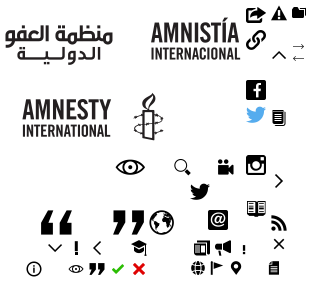 منظمة العفو
الدولية
AMNISTÍA
INTERNACIONAL
AMNESTY
INTERNATIONAL